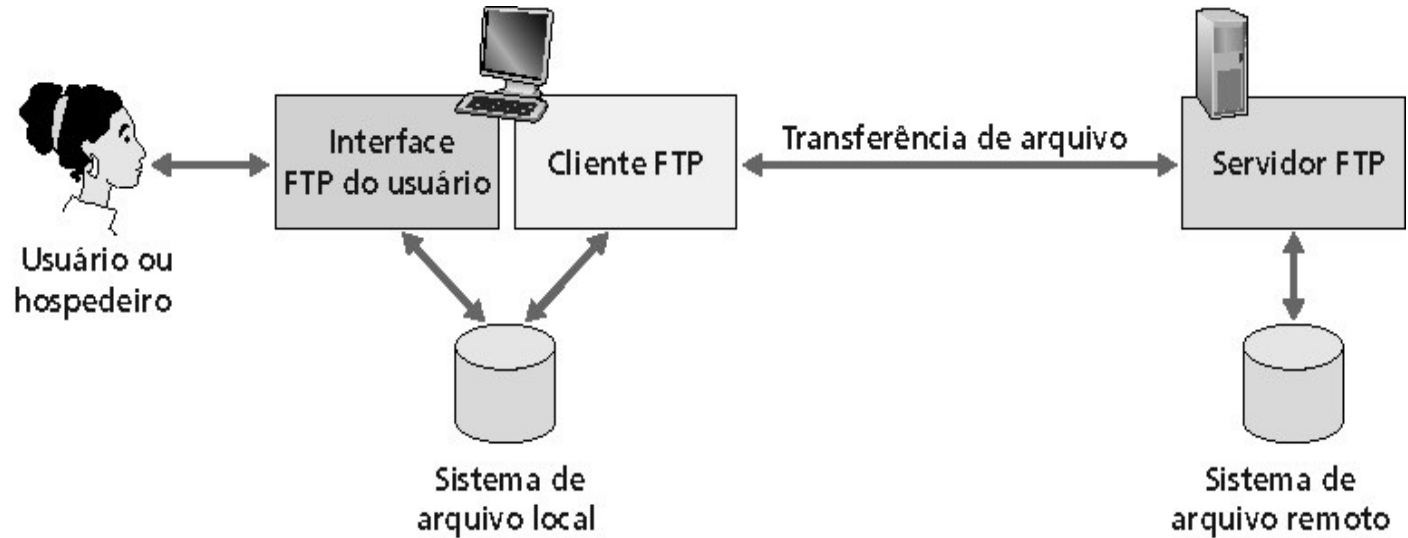 Interface
FTP do usuário
Cliente FTP
Transferência de arquivo
Servidor FTP
Usuário ou
hospedeiro
Sistema de
arquivo local
Sistema de
arquivo remoto